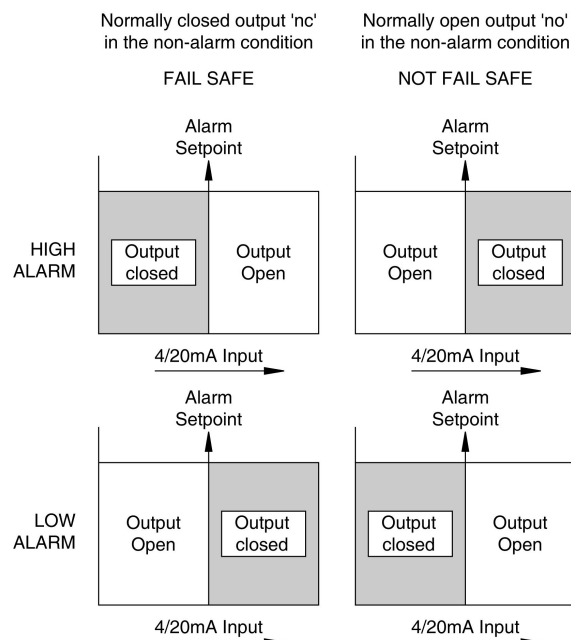 Normally closed output 'nc'
in the non-alarm condition
FAIL SAFE
Normally open output 'no'
in the non-alarm condition
NOT FAIL SAFE
Alarm
Setpoint
Alarm
Setpoint
HIGH
ALARM
Output
closed
Output
Open
Output
Open
Output
closed
4/20mA Input
4/20mA Input
Alarm
Setpoint
Alarm
Setpoint
LOW
ALARM
Output
Open
Output
closed
Output
closed
Output
Open
4/20mA Input
4/20mA Input